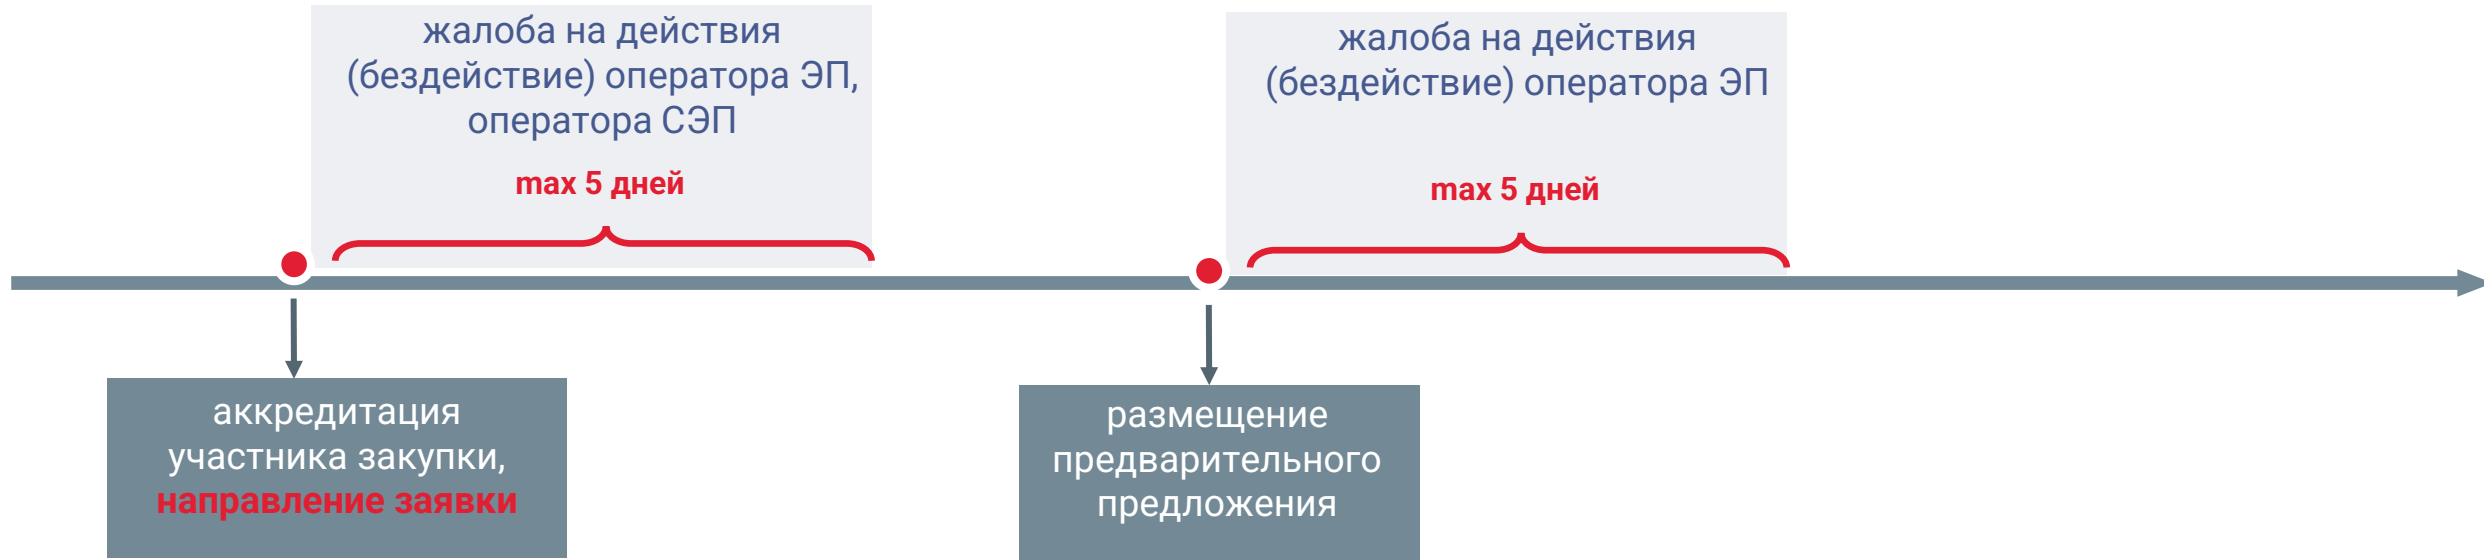 жалоба на действия
(бездействие) оператора ЭП,
оператора СЭП
max 5 дней
жалоба на действия
(бездействие) оператора ЭП
max 5 дней
аккредитация
участника закупки,
направление заявки
размещение
предварительного
предложения